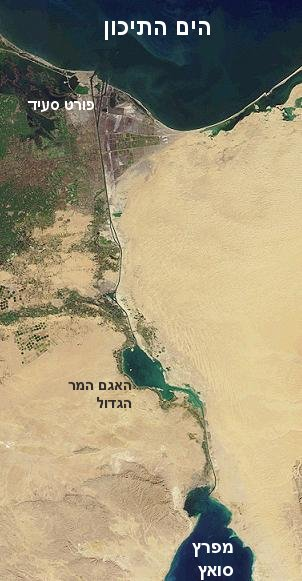 הים התיכון
פורט סעיד
האגם המר
הגדול
מפרץ
סואץ